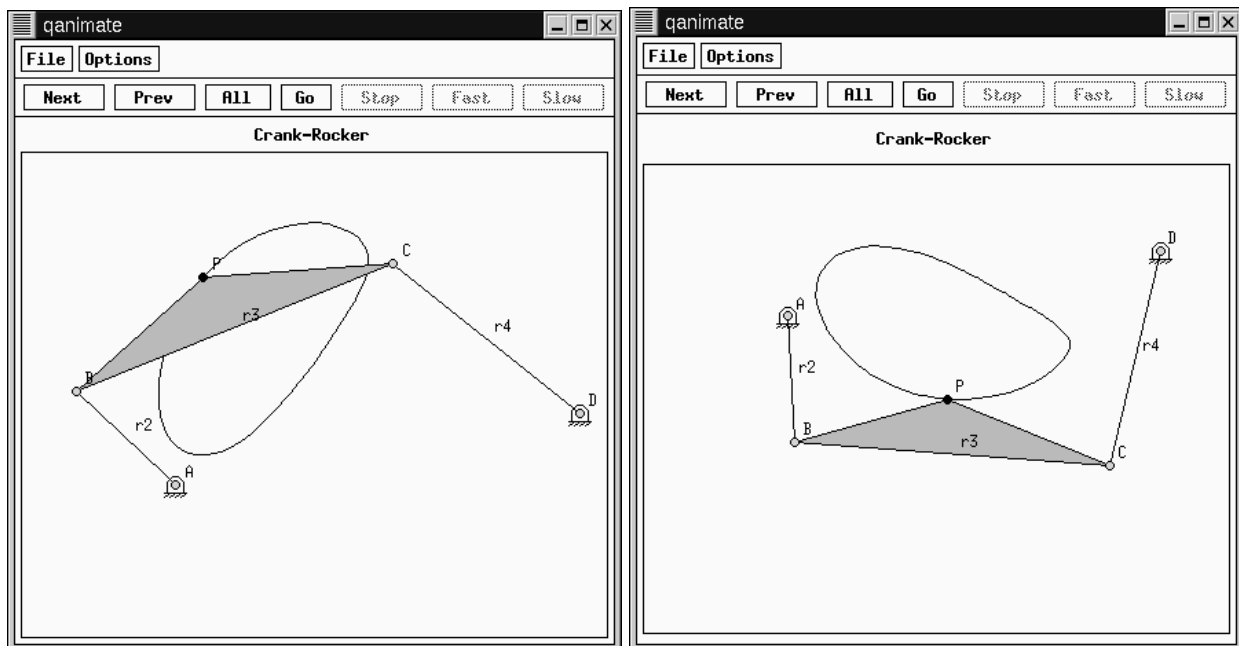 qanimate
File Options
Next Prev All Go Stop Fast Slow
Crank-Rocker
P
C
r3
r4
B
D
r2
A
qanimate
File Options
Next Prev All Go Stop Fast Slow
Crank-Rocker
D
A
r4
r2
P
B
r3
C